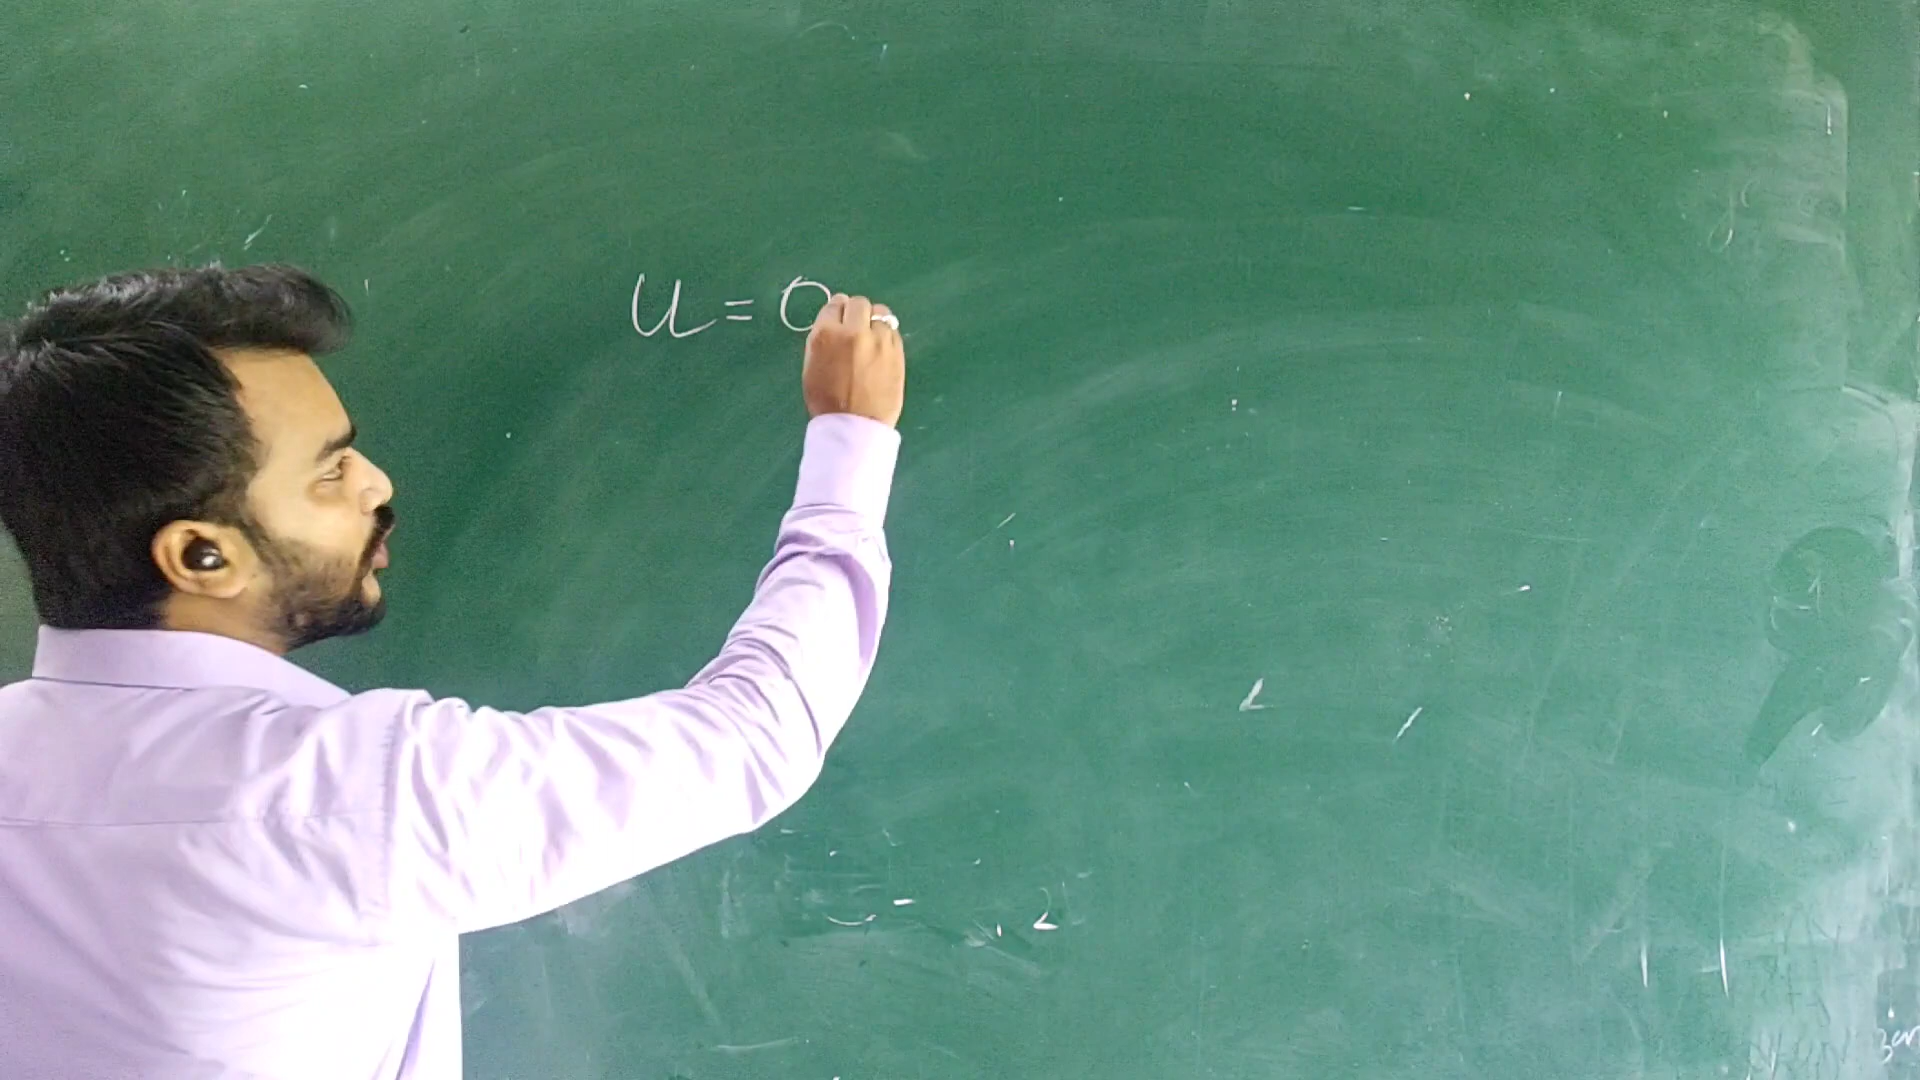 u = 0